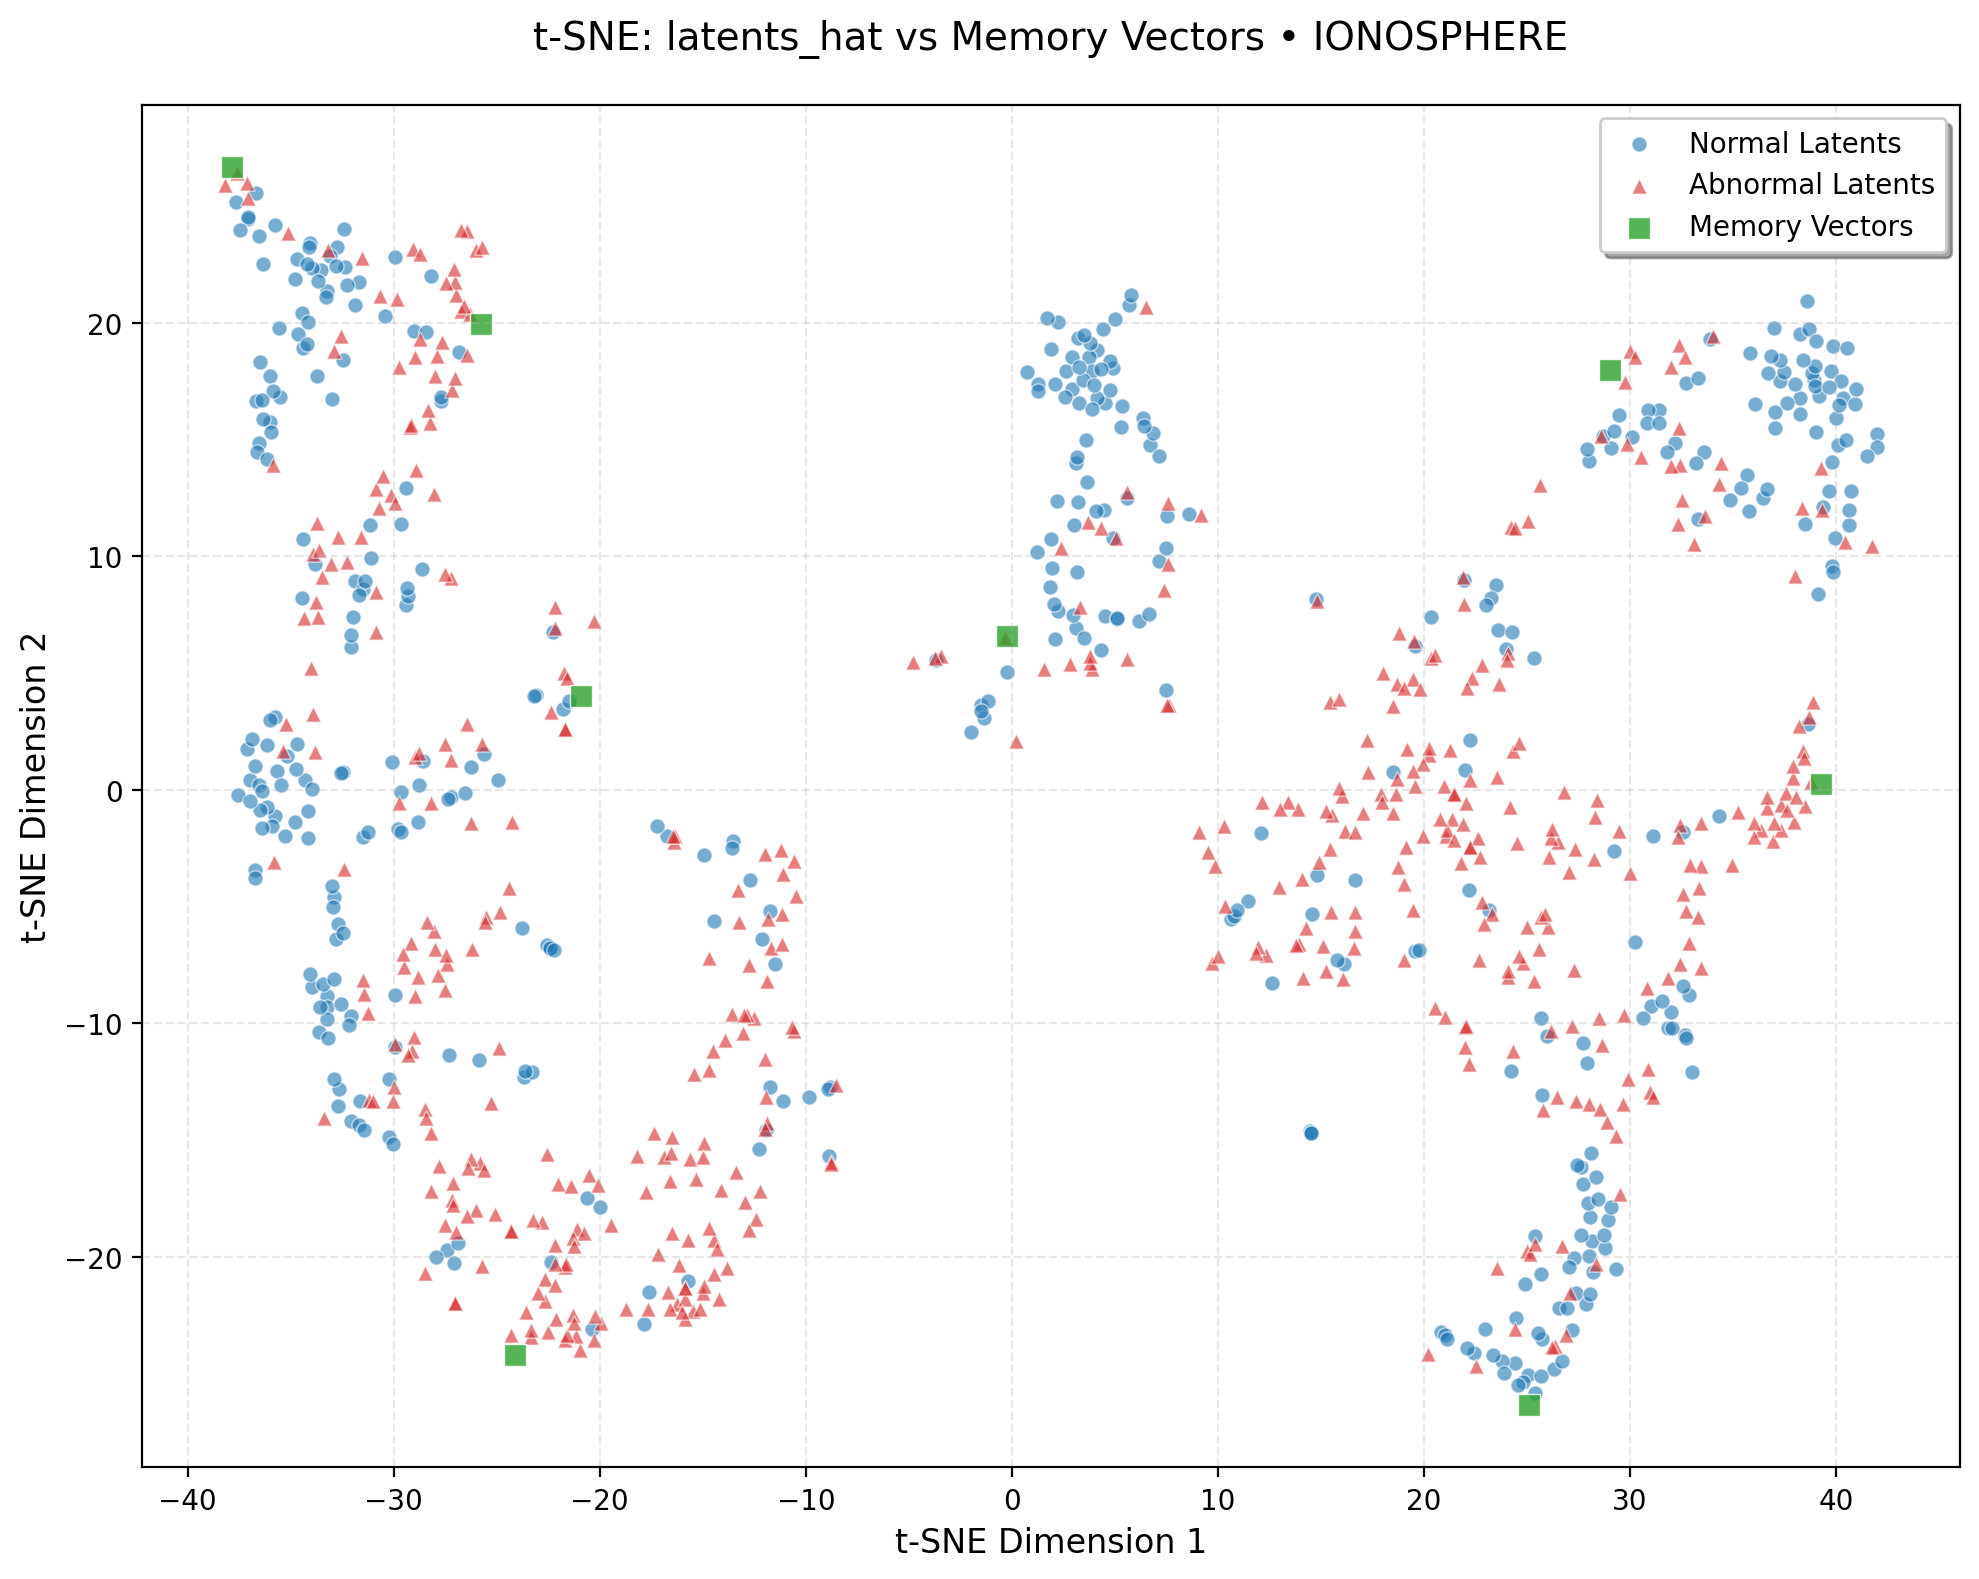 t-SNE: latents_hat vs Memory Vectors • IONOSPHERE
Normal Latents
Abnormal Latents
Memory Vectors
20
10
0
−10
−20
t-SNE Dimension 2
−40
−30
−20
−10
0
10
20
30
40
t-SNE Dimension 1